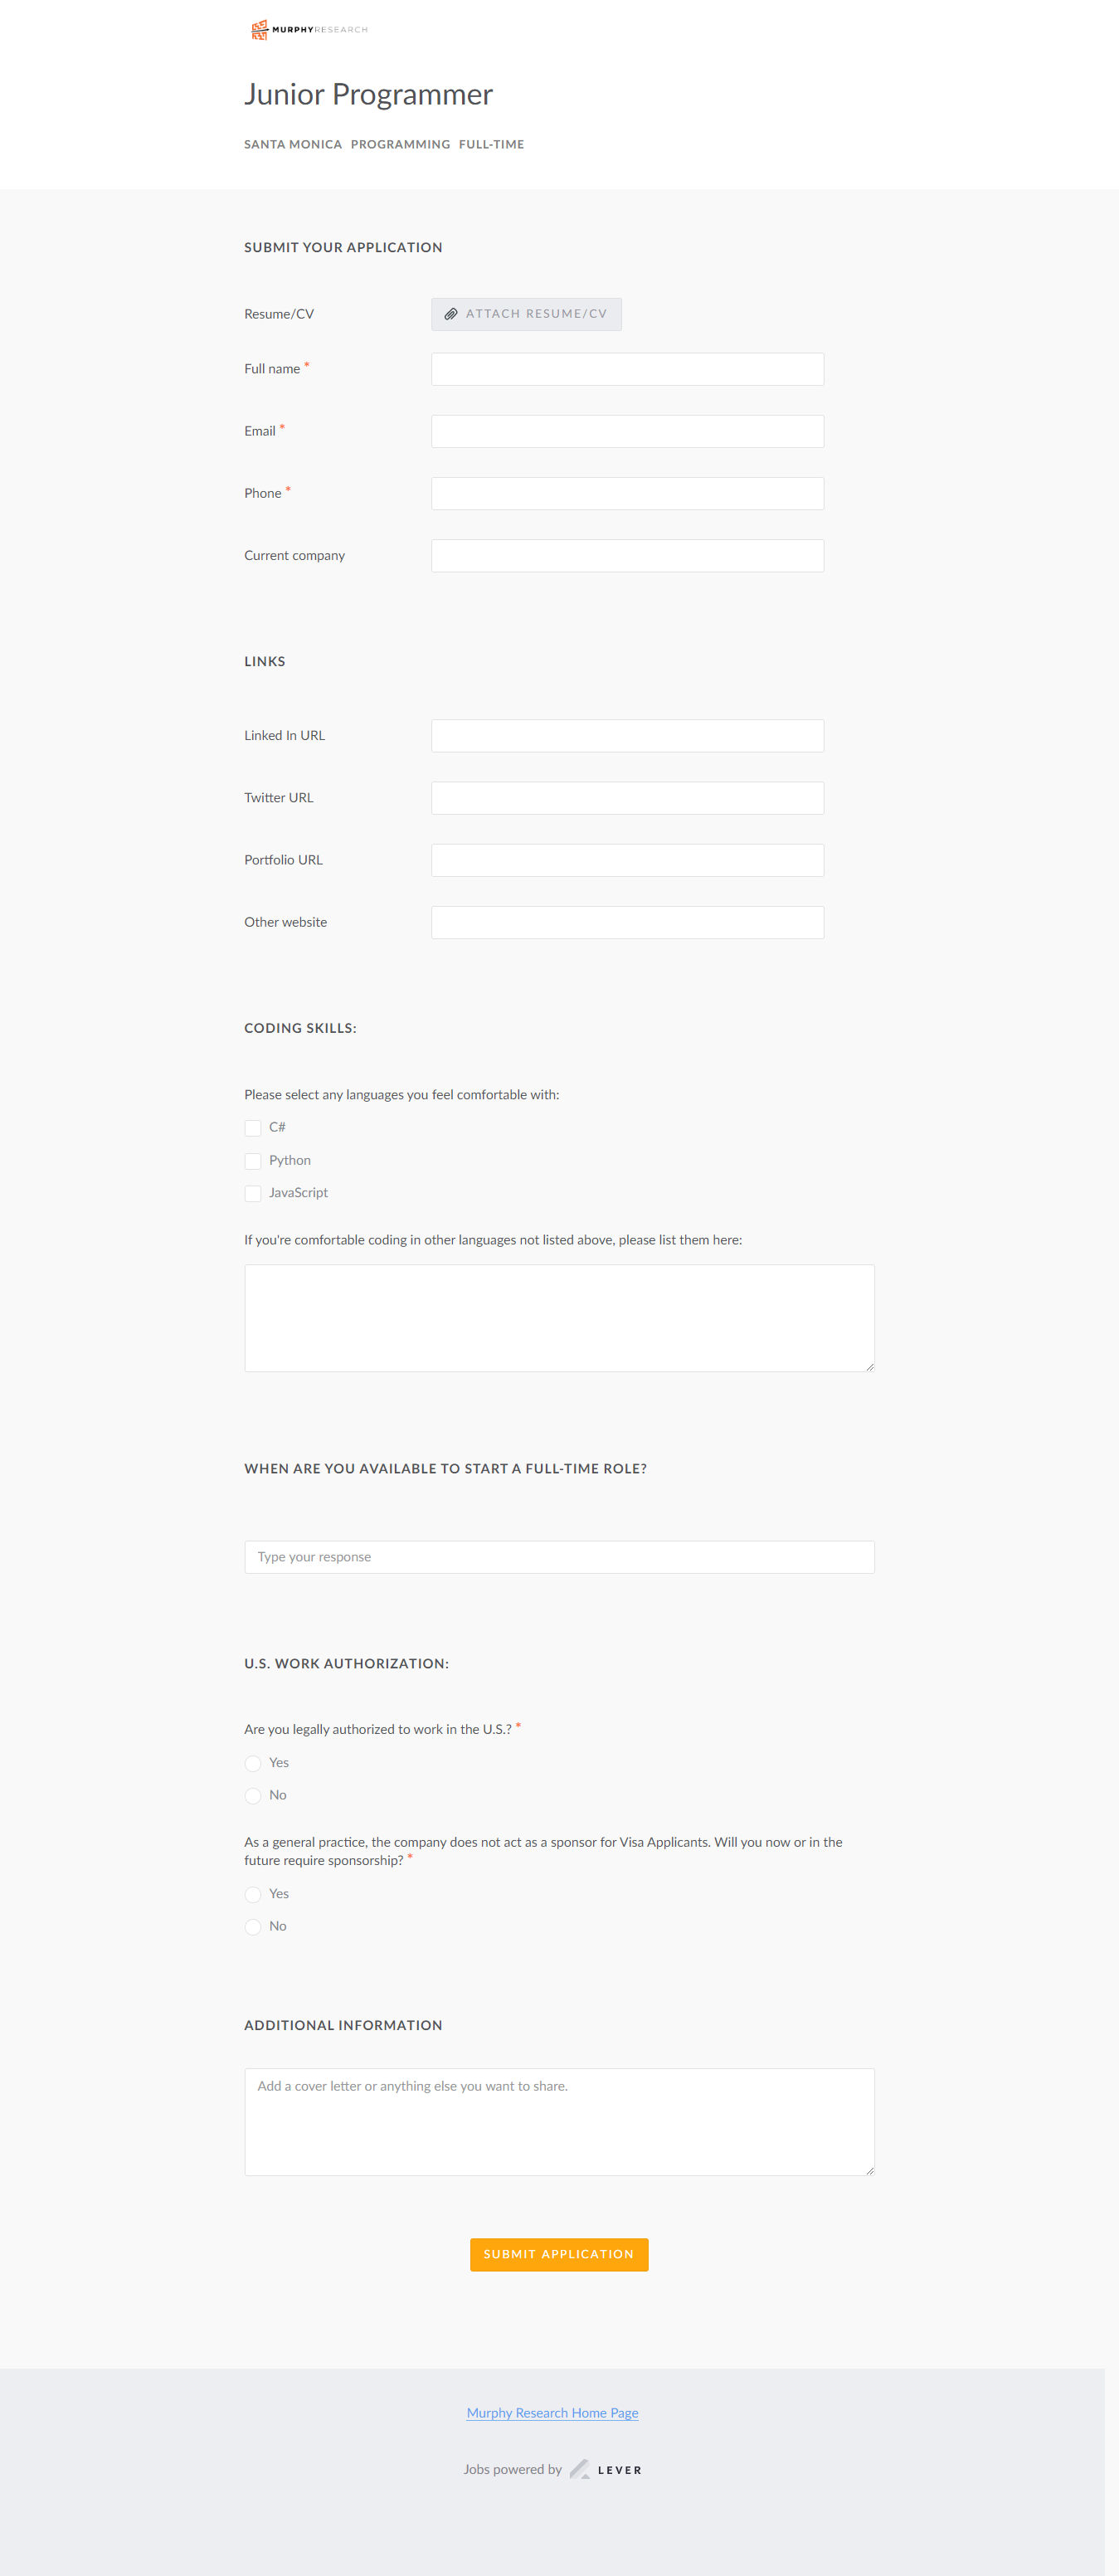 MURPHYRESEARCH
Junior Programmer
SANTA MONICA PROGRAMMING FULL-TIME
SUBMIT YOUR APPLICATION
Resume/CV
ATTACH RESUME/CV
Full name *
Email *
Phone *
Current company
LINKS
Linked In URL
Twitter URL
Portfolio URL
Other website
CODING SKILLS:
Please select any languages you feel comfortable with:
C#
Python
JavaScript
If you're comfortable coding in other languages not listed above, please list them here:
WHEN ARE YOU AVAILABLE TO START A FULL-TIME ROLE?
Type your response
U.S. WORK AUTHORIZATION:
Are you legally authorized to work in the U.S.? *
Yes
No
As a general practice, the company does not act as a sponsor for Visa Applicants. Will you now or in the
future require sponsorship? *
Yes
No
ADDITIONAL INFORMATION
Add a cover letter or anything else you want to share.
SUBMIT APPLICATION
Murphy Research Home Page
Jobs powered by LEVER